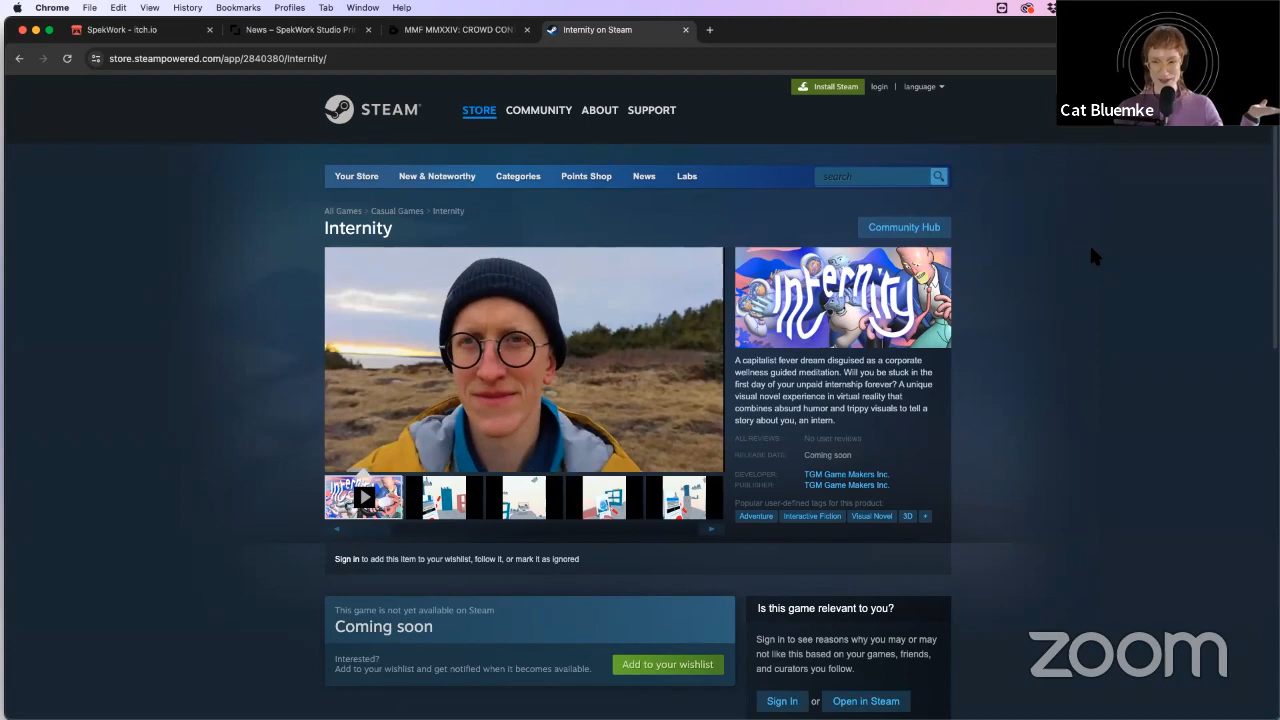 Chrome File Edit View History Bookmarks Profiles Tab Window Help
SpekWork - itch.io
News – SpekWork Studio Pri
MMF MMXXIV: CROWD CON
Internity on Steam
store.steampowered.com/app/2840380/Internity/
Cat Bluemke
Install Steam login | language
STEAM
STORE COMMUNITY ABOUT SUPPORT
Your Store New & Noteworthy Categories Points Shop News Labs
search
All Games > Casual Games > Internity
Internity
Community Hub
Internity
A capitalist fever dream disguised as a corporate
wellness guided meditation. Will you be stuck in the
first day of your unpaid internship forever? A unique
visual novel experience in virtual reality that
combines absurd humor and trippy visuals to tell a
story about you, an intern.
ALL REVIEWS: No user reviews
RELEASE DATE: Coming soon
DEVELOPER: TGM Game Makers Inc.
PUBLISHER: TGM Game Makers Inc.
Popular user-defined tags for this product:
Adventure Interactive Fiction Visual Novel 3D +
Sign in to add this item to your wishlist, follow it, or mark it as ignored
This game is not yet available on Steam
Coming soon
Interested?
Add to your wishlist and get notified when it becomes available.
Add to your wishlist
Is this game relevant to you?
Sign in to see reasons why you may or may
not like this based on your games, friends,
and curators you follow.
Sign In or Open in Steam
zoom